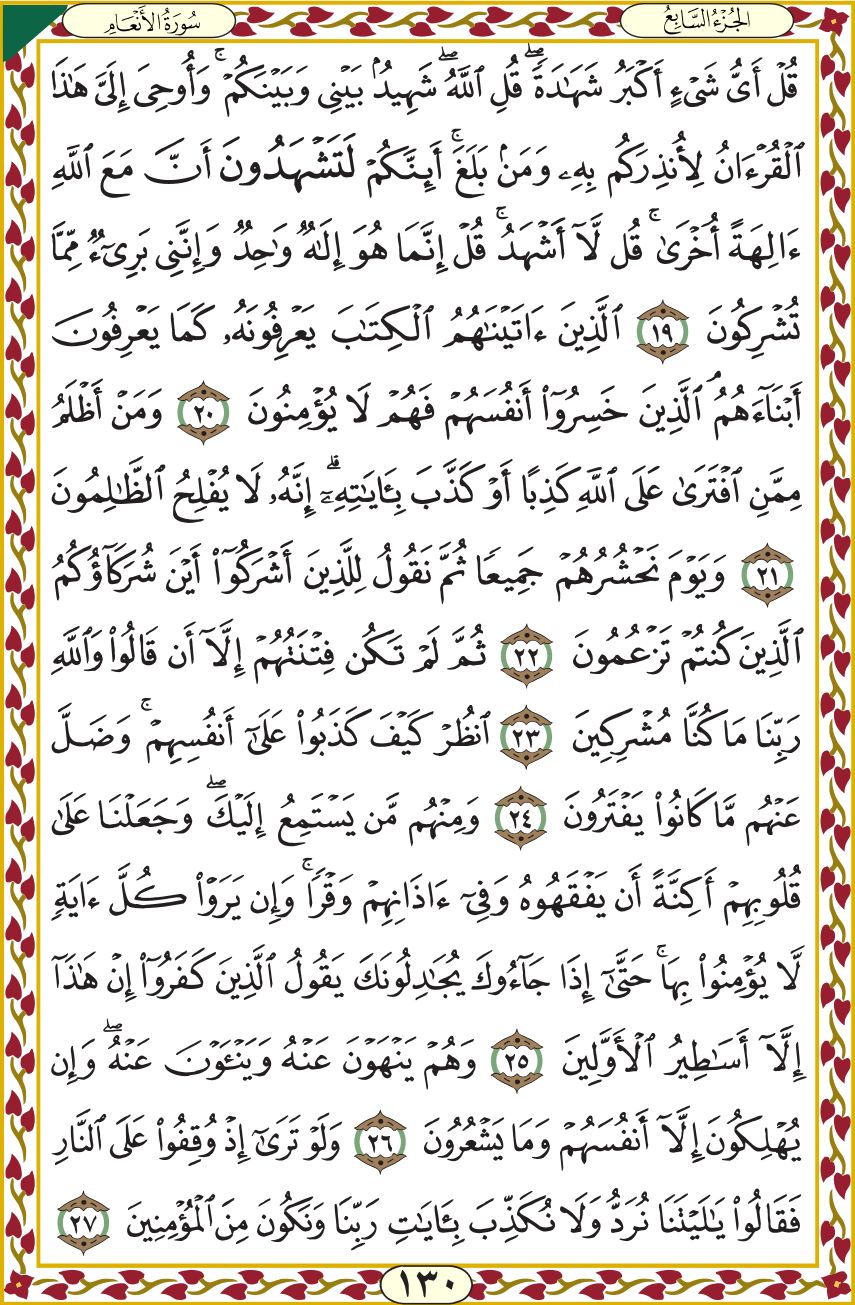 الجُزْءُ السَّابِعُ
سُورَةُ الأَنْعَامِ
قُلْ أَىُّ شَىْءٍ أَكْبَرُ شَهَٰدَةًۖ قُلِ ٱللَّهُۖ شَهِيدُۢ بَيْنِى وَبَيْنَكُمْۚ وَأُوحِىَ إِلَىَّ هَٰذَا
ٱلْقُرْءَانُ لِأُنذِرَكُم بِهِۦ وَمَنۢ بَلَغَۚ أَئِنَّكُمْ لَتَشْهَدُونَ أَنَّ مَعَ ٱللَّهِ
ءَالِهَةً أُخْرَىٰۚ قُل لَّآ أَشْهَدُۚ قُلْ إِنَّمَا هُوَ إِلَٰهٌ وَٰحِدٌ وَإِنَّنِى بَرِىٓءٌ مِّمَّا
تُشْرِكُونَ ١٩ ٱلَّذِينَ ءَاتَيْنَٰهُمُ ٱلْكِتَٰبَ يَعْرِفُونَهُۥ كَمَا يَعْرِفُونَ
أَبْنَآءَهُمُۘ ٱلَّذِينَ خَسِرُوٓا۟ أَنفُسَهُمْ فَهُمْ لَا يُؤْمِنُونَ ٢٠ وَمَنْ أَظْلَمُ
مِمَّنِ ٱفْتَرَىٰ عَلَى ٱللَّهِ كَذِبًا أَوْ كَذَّبَ بِـَٔايَٰتِهِۦٓۗ إِنَّهُۥ لَا يُفْلِحُ ٱلظَّٰلِمُونَ
٢١ وَيَوْمَ نَحْشُرُهُمْ جَمِيعًا ثُمَّ نَقُولُ لِلَّذِينَ أَشْرَكُوٓا۟ أَيْنَ شُرَكَآؤُكُمُ
ٱلَّذِينَ كُنتُمْ تَزْعُمُونَ ٢٢ ثُمَّ لَمْ تَكُن فِتْنَتُهُمْ إِلَّآ أَن قَالُوا۟ وَٱللَّهِ
رَبِّنَا مَا كُنَّا مُشْرِكِينَ ٢٣ ٱنظُرْ كَيْفَ كَذَبُوا۟ عَلَىٰٓ أَنفُسِهِمْۚ وَضَلَّ
عَنْهُم مَّا كَانُوا۟ يَفْتَرُونَ ٢٤ وَمِنْهُم مَّن يَسْتَمِعُ إِلَيْكَۖ وَجَعَلْنَا عَلَىٰ
قُلُوبِهِمْ أَكِنَّةً أَن يَفْقَهُوهُ وَفِىٓ ءَاذَانِهِمْ وَقْرًاۚ وَإِن يَرَوْا۟ كُلَّ ءَايَةٍ
لَّا يُؤْمِنُوا۟ بِهَاۚ حَتَّىٰٓ إِذَا جَآءُوكَ يُجَٰدِلُونَكَ يَقُولُ ٱلَّذِينَ كَفَرُوٓا۟ إِنْ هَٰذَآ
إِلَّآ أَسَٰطِيرُ ٱلْأَوَّلِينَ ٢٥ وَهُمْ يَنْهَوْنَ عَنْهُ وَيَنْـَٔوْنَ عَنْهُۖ وَإِن
يُهْلِكُونَ إِلَّآ أَنفُسَهُمْ وَمَا يَشْعُرُونَ ٢٦ وَلَوْ تَرَىٰٓ إِذْ وُقِفُوا۟ عَلَى ٱلنَّارِ
فَقَالُوا۟ يَٰلَيْتَنَا نُرَدُّ وَلَا نُكَذِّبَ بِـَٔايَٰتِ رَبِّنَا وَنَكُونَ مِنَ ٱلْمُؤْمِنِينَ ٢٧
١٣٠